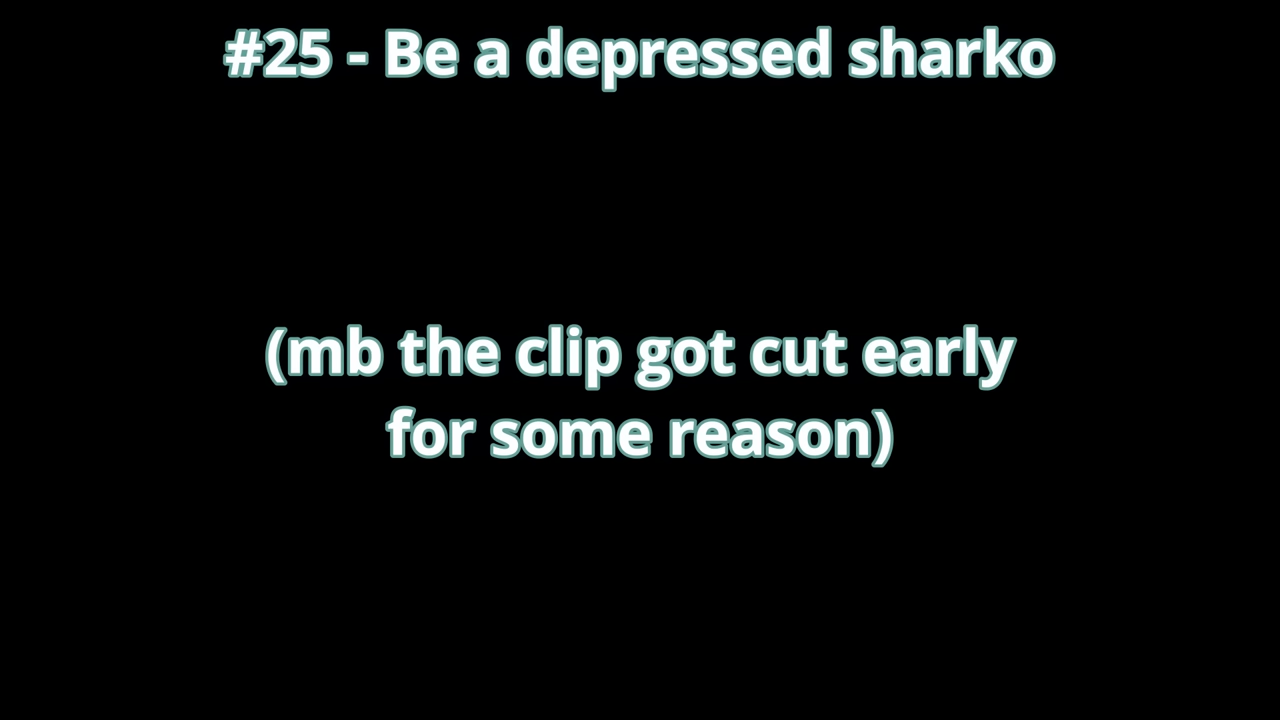 #25 - Be a depressed sharko
(mb the clip got cut early
for some reason)